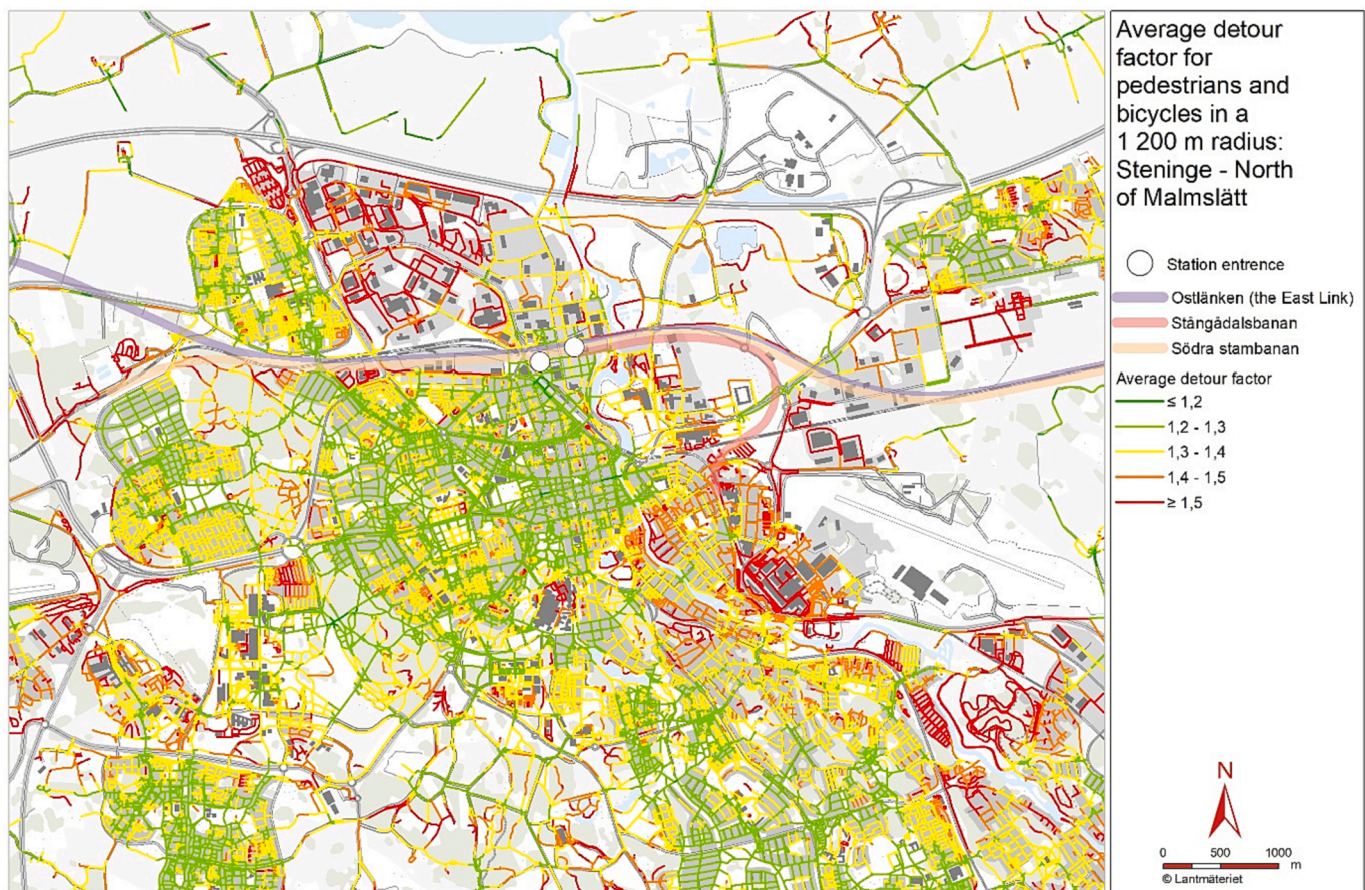 Average detour
factor for
pedestrians and
bicycles in a
1 200 m radius:
Steninge - North
of Malmslätt
Station entrence
Ostlänken (the East Link)
Stångådalsbanan
Södra stambanan
Average detour factor
≤ 1,2
1,2 - 1,3
1,3 - 1,4
1,4 - 1,5
≥ 1,5
N
0 500 1000
m
© Lantmäteriet